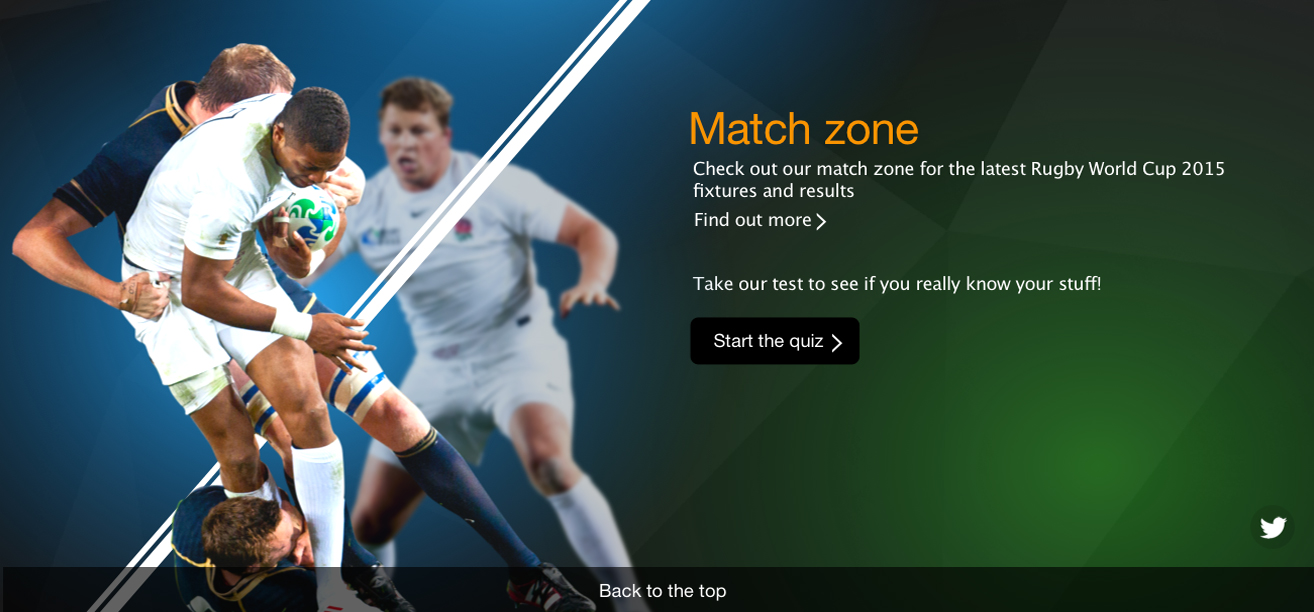 Match zone
Check out our match zone for the latest Rugby World Cup 2015
fixtures and results
Find out more
Take our test to see if you really know your stuff!
Start the quiz
Back to the top